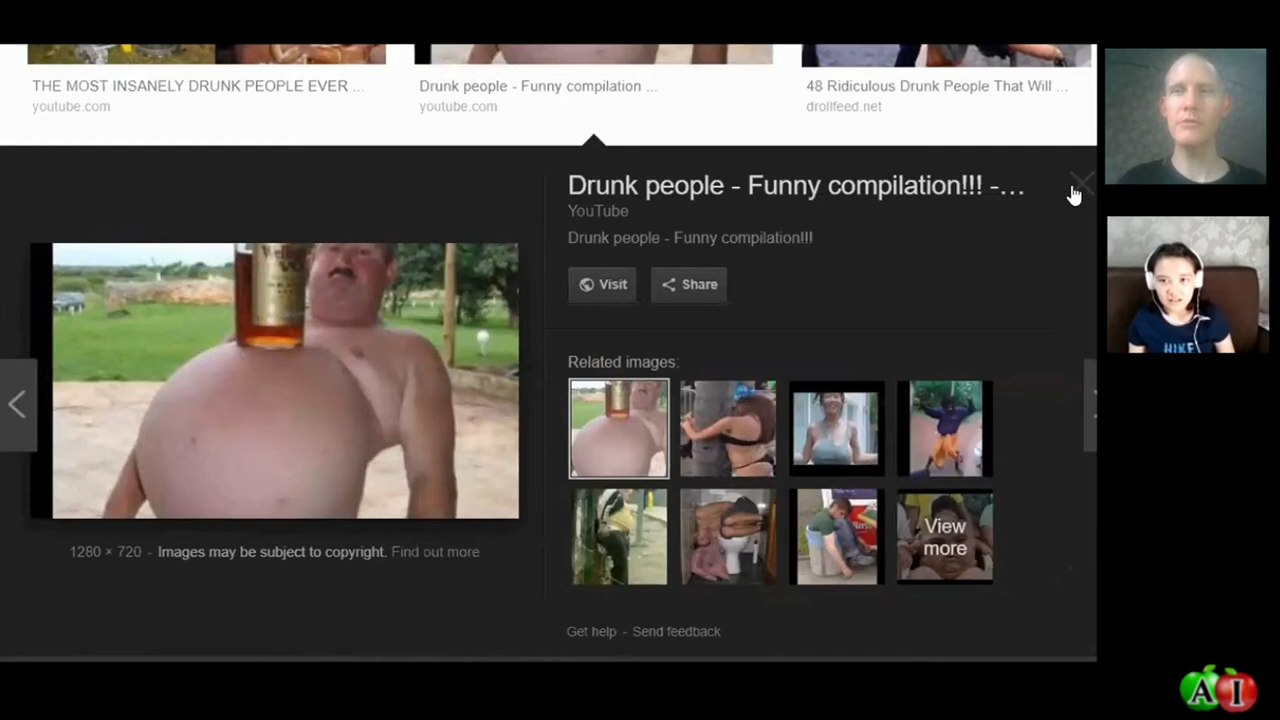 THE MOST INSANELY DRUNK PEOPLE EVER ...
youtube.com
Drunk people - Funny compilation ...
youtube.com
48 Ridiculous Drunk People That Will ...
drollfeed.net
Drunk people - Funny compilation!!! -...
YouTube
Drunk people - Funny compilation!!!
Visit
Share
Related images:
View
more
1280 × 720 - Images may be subject to copyright. Find out more
Get help - Send feedback
HIKE
A I